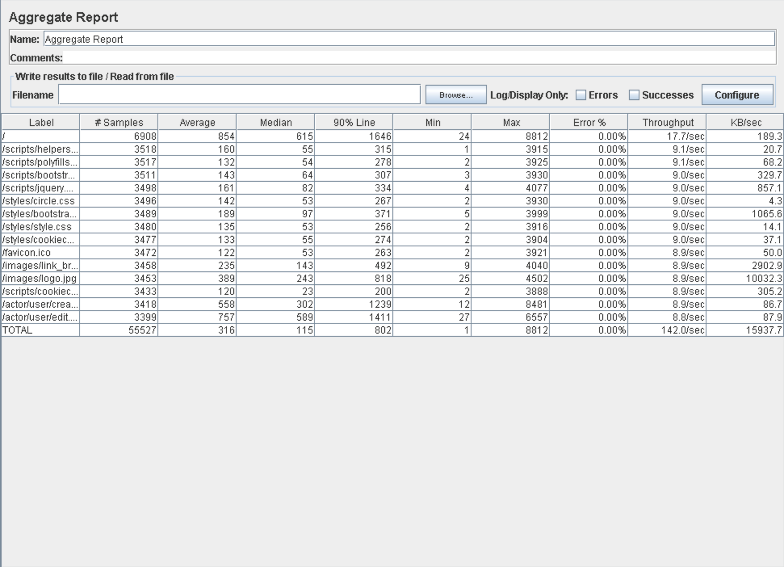 Aggregate Report
Name: Aggregate Report
Comments:
Write results to file / Read from file
Filename Browse... Log/Display Only: Errors Successes Configure
Label # Samples Average Median 90% Line Min Max Error % Throughput KB/sec
/ 6908 854 615 1646 24 8812 0.00% 17.7/sec 189.3
/scripts/helpers... 3518 160 55 315 1 3915 0.00% 9.1/sec 20.7
/scripts/polyfills... 3517 132 54 278 2 3925 0.00% 9.1/sec 68.2
/scripts/bootstr... 3511 143 64 307 3 3930 0.00% 9.0/sec 329.7
/scripts/jquery.... 3498 161 82 334 4 4077 0.00% 9.0/sec 857.1
/styles/circle.css 3496 142 53 267 2 3930 0.00% 9.0/sec 4.3
/styles/bootstra... 3489 189 97 371 5 3999 0.00% 9.0/sec 1065.6
/styles/style.css 3480 135 53 256 2 3916 0.00% 9.0/sec 14.1
/styles/cookiec... 3477 133 55 274 2 3904 0.00% 9.0/sec 37.1
/favicon.ico 3472 122 53 263 2 3921 0.00% 8.9/sec 50.0
/images/link_br... 3458 235 143 492 9 4040 0.00% 8.9/sec 2902.9
/images/logo.jpg 3453 389 243 818 25 4502 0.00% 8.9/sec 10032.3
/scripts/cookiec... 3433 120 23 200 2 3888 0.00% 8.9/sec 305.2
/actor/user/crea... 3418 558 302 1239 12 8481 0.00% 8.9/sec 86.7
/actor/user/edit.... 3399 757 589 1411 27 6557 0.00% 8.8/sec 87.9
TOTAL 55527 316 115 802 1 8812 0.00% 142.0/sec 15937.7